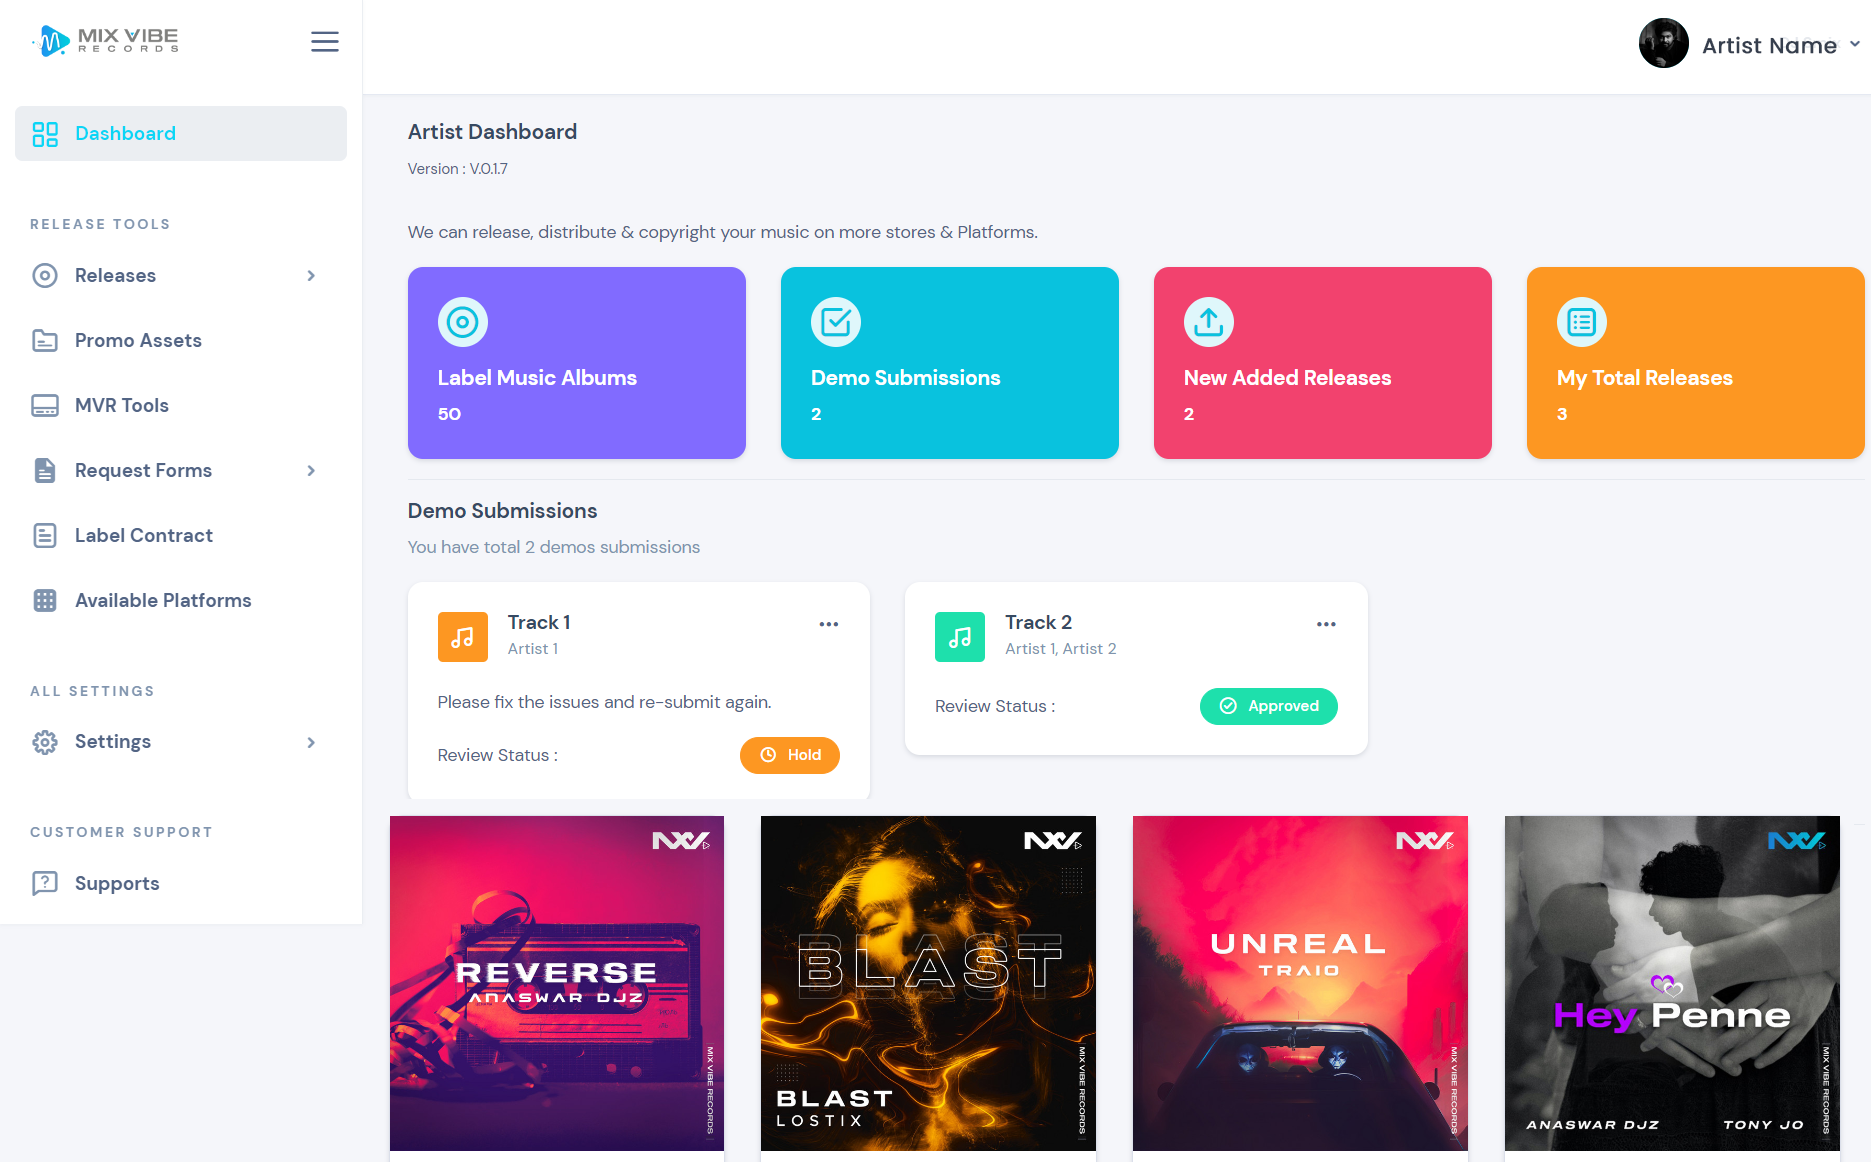 MIX VIBE
RECORDS
Artist Name
Dashboard
RELEASE TOOLS
Releases
Promo Assets
MVR Tools
Request Forms
Label Contract
Available Platforms
ALL SETTINGS
Settings
CUSTOMER SUPPORT
Supports
Artist Dashboard
Version : V.0.1.7
We can release, distribute & copyright your music on more stores & Platforms.
Label Music Albums
50
Demo Submissions
2
New Added Releases
2
My Total Releases
3
Demo Submissions
You have total 2 demos submissions
Track 1
Artist 1
Please fix the issues and re-submit again.
Review Status :
Hold
Track 2
Artist 1, Artist 2
Review Status :
Approved
REVERSE
ANASWAR DJZ
MIX VIBE RECORDS
BLAST
BLAST
LOSTIX
MIX VIBE RECORDS
UNREAL
TRAIO
MIX VIBE RECORDS
Hey Penne
ANASWAR DJZ
TONY JO
MIX VIBE RECORDS